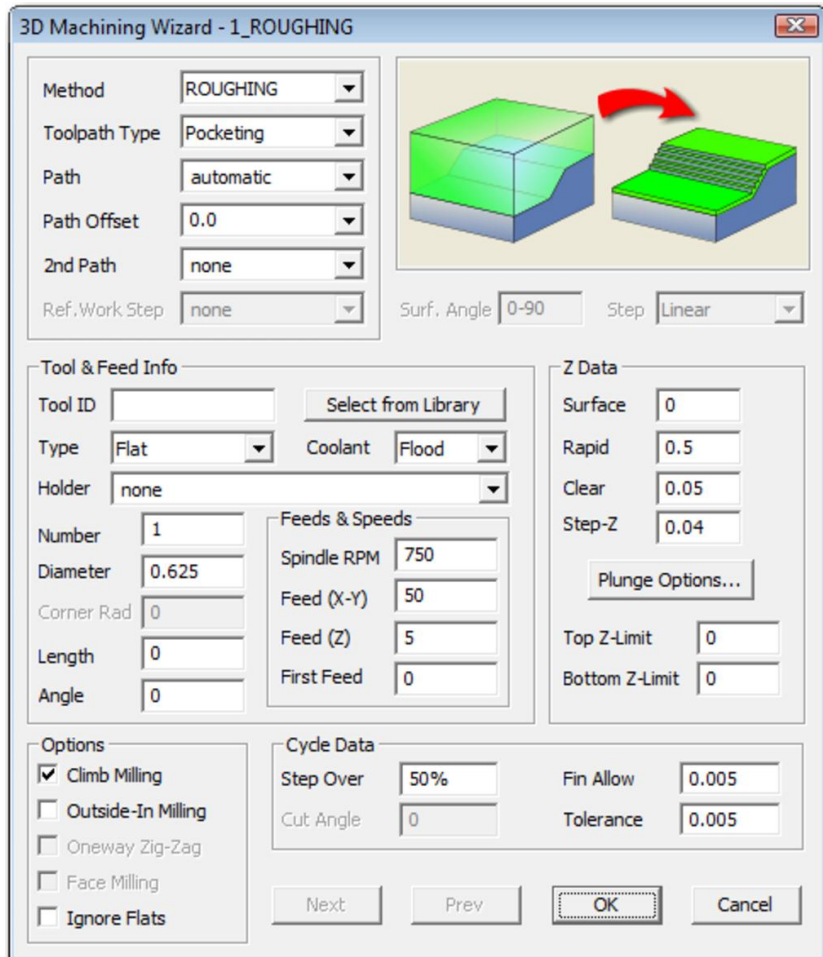 3D Machining Wizard - 1_ROUGHING
Method ROUGHING
Toolpath Type Pocketing
Path automatic
Path Offset 0.0
2nd Path none
Ref.Work Step none
Surf. Angle 0-90 Step Linear
Tool & Feed Info
Tool ID Select from Library
Type Flat Coolant Flood
Holder none
Number 1
Diameter 0.625
Corner Rad 0
Length 0
Angle 0
Feeds & Speeds
Spindle RPM 750
Feed (X-Y) 50
Feed (Z) 5
First Feed 0
Z Data
Surface 0
Rapid 0.5
Clear 0.05
Step-Z 0.04
Plunge Options...
Top Z-Limit 0
Bottom Z-Limit 0
Options
Climb Milling
Outside-In Milling
Oneway Zig-Zag
Face Milling
Ignore Flats
Cycle Data
Step Over 50% Fin Allow 0.005
Cut Angle 0 Tolerance 0.005
Next Prev OK Cancel